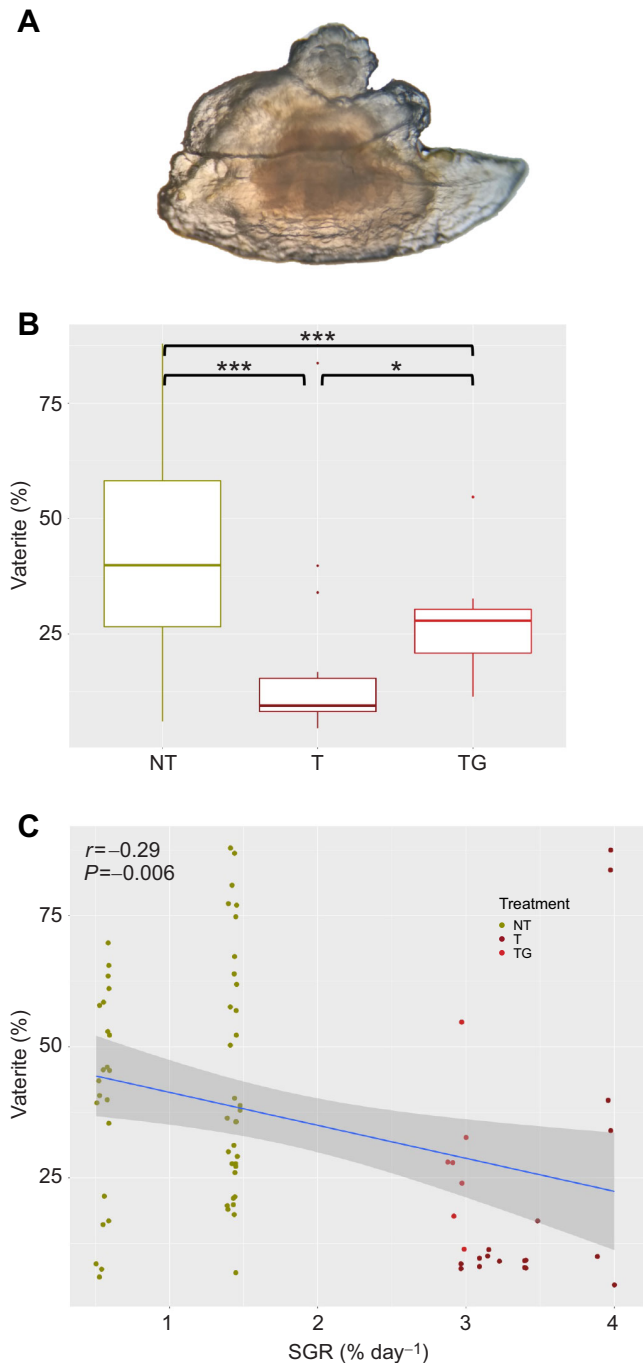 A
B
***
***
*
75
50
25
Vaterite (%)
NT
T
TG
C
r=–0.29
P=–0.006
Treatment
NT
T
TG
75
50
25
Vaterite (%)
1
2
3
4
SGR (% day–1)